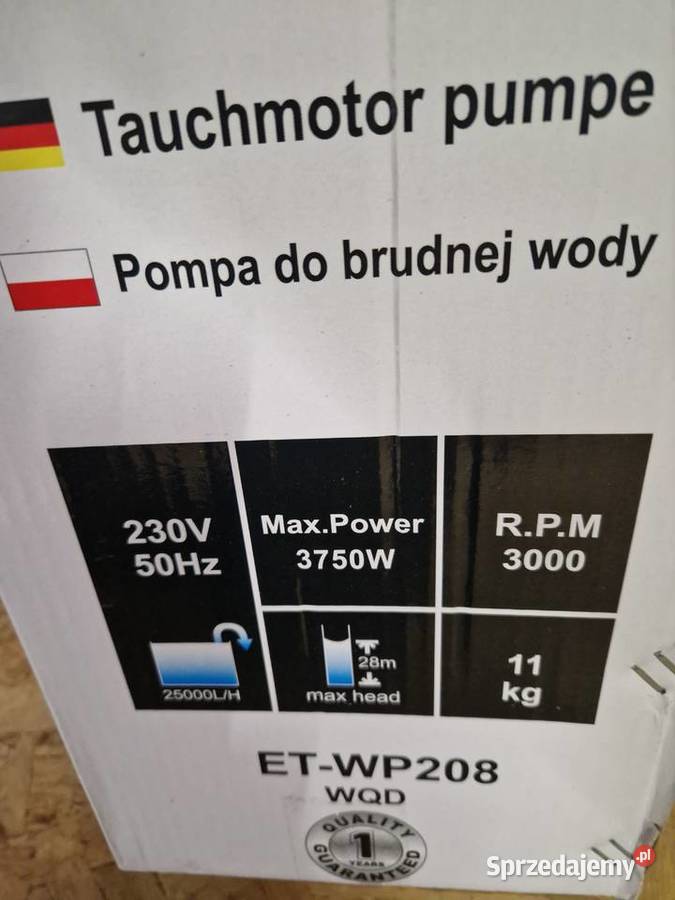 Tauchmotor pumpe
Pompa do brudnej wody
230V
50Hz
Max.Power
3750W
R.P.M
3000
25000L/H
28m
max head
11
kg
ET-WP208
WQD
QUALITY
1
YEARS
GUARANTEED
Sprzedajemy.pl